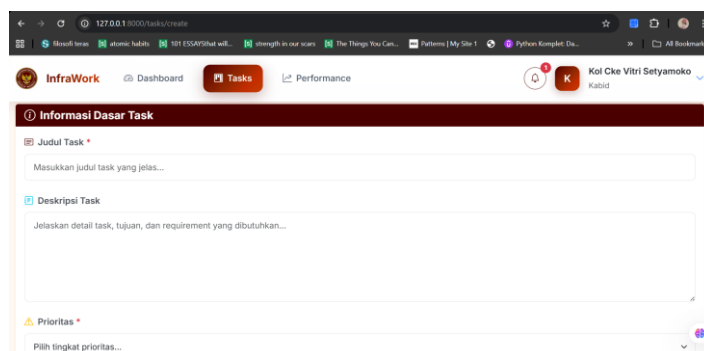 127.0.0.1:8000/tasks/create
filosofi teras atomic habits 101 ESSAYSthat will... strength in our scars The Things You Can... Patterns | My Site 1 Python Komplet: Da... » All Bookmark
InfraWork Dashboard Tasks Performance 1 K Kol Cke Vitri Setyamoko
Kabid
Informasi Dasar Task
Judul Task *
Masukkan judul task yang jelas...
Deskripsi Task
Jelaskan detail task, tujuan, dan requirement yang dibutuhkan...
Prioritas *
Pilih tingkat prioritas...